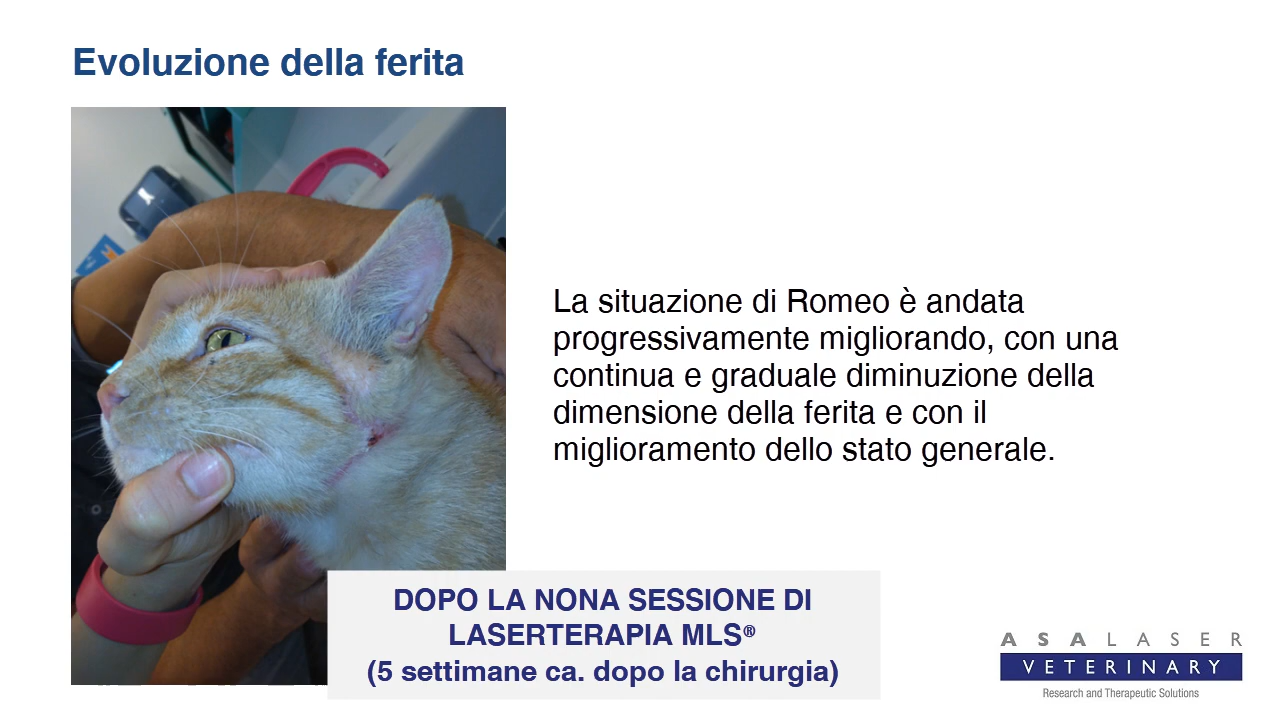 Evoluzione della ferita
La situazione di Romeo è andata
progressivamente migliorando, con una
continua e graduale diminuzione della
dimensione della ferita e con il
miglioramento dello stato generale.
DOPO LA NONA SESSIONE DI
LASERTERAPIA MLS®
(5 settimane ca. dopo la chirurgia)
ASALASER
VETERINARY
Research and Therapeutic Solutions